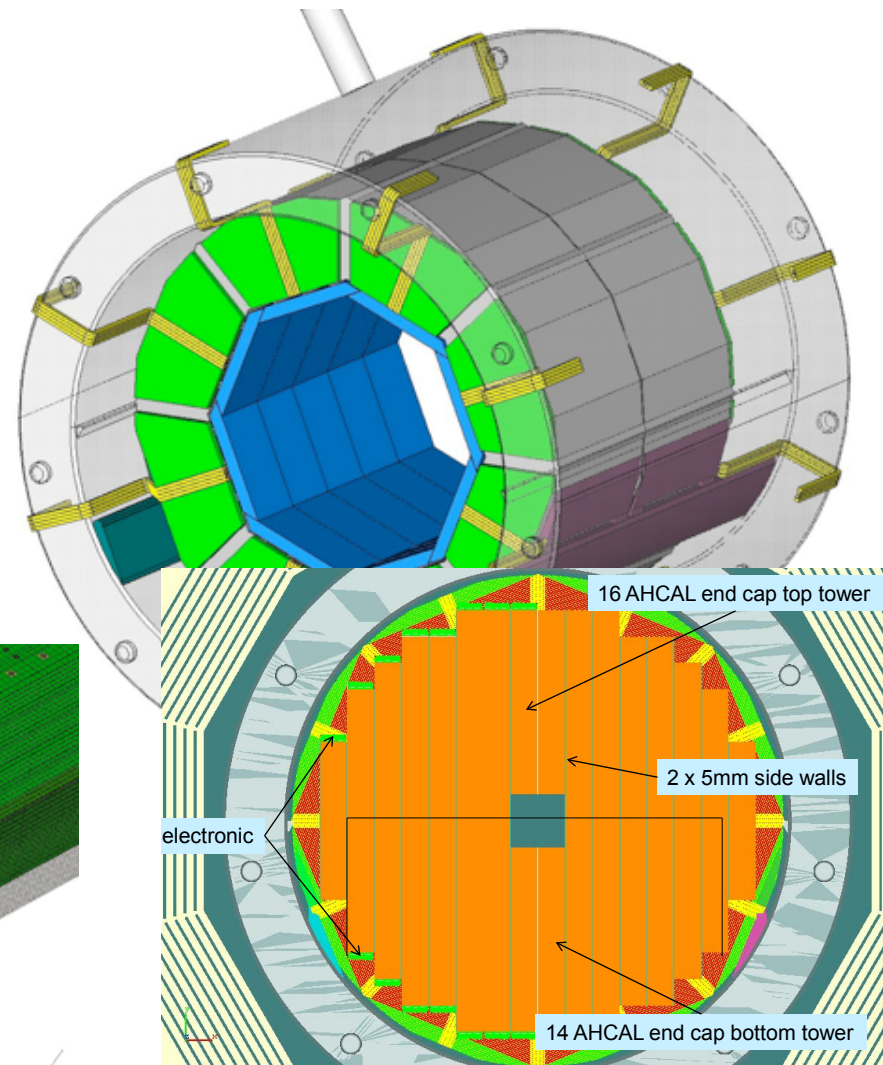 16 AHCAL end cap top tower
2 x 5mm side walls
electronic
14 AHCAL end cap bottom tower